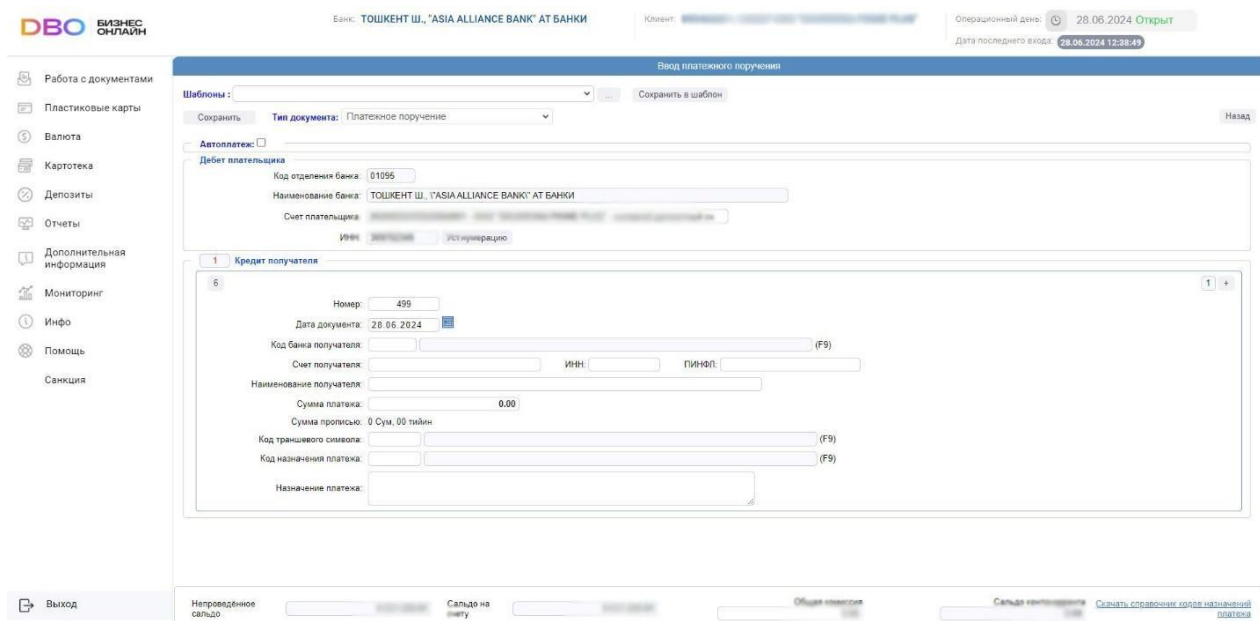 DBO БИЗНЕС ОНЛАЙН
Банк: ТОШКЕНТ Ш., "ASIA ALLIANCE BANK" АТ БАНКИ
Клиент:
Операционный день: 28.06.2024 Открыт
Дата последнего входа: 28.06.2024 12:38:49
Работа с документами
Пластиковые карты
Валюта
Картотека
Депозиты
Отчеты
Дополнительная
информация
Мониторинг
Инфо
Помощь
Санкция
Выход
Ввод платежного поручения
Шаблоны : ... Сохранить в шаблон
Сохранить Тип документа: Платежное поручение Назад
Автоплатеж:
Дебет плательщика
Код отделения банка: 01095
Наименование банка: ТОШКЕНТ Ш., \"ASIA ALLIANCE BANK\" АТ БАНКИ
Счет плательщика:
ИНН: Уст.нумерацию
1 Кредит получателя
6 1 +
Номер: 499
Дата документа: 28.06.2024
Код банка получателя: (F9)
Счет получателя: ИНН: ПИНФЛ:
Наименование получателя:
Сумма платежа: 0.00
Сумма прописью: 0 Сум, 00 тийин
Код траншевого символа: (F9)
Код назначения платежа: (F9)
Назначение платежа:
Непроведённое
сальдо
Сальдо на
счету
Общая комиссия
Сальдо
Скачать справочник кодов назначений
платежа